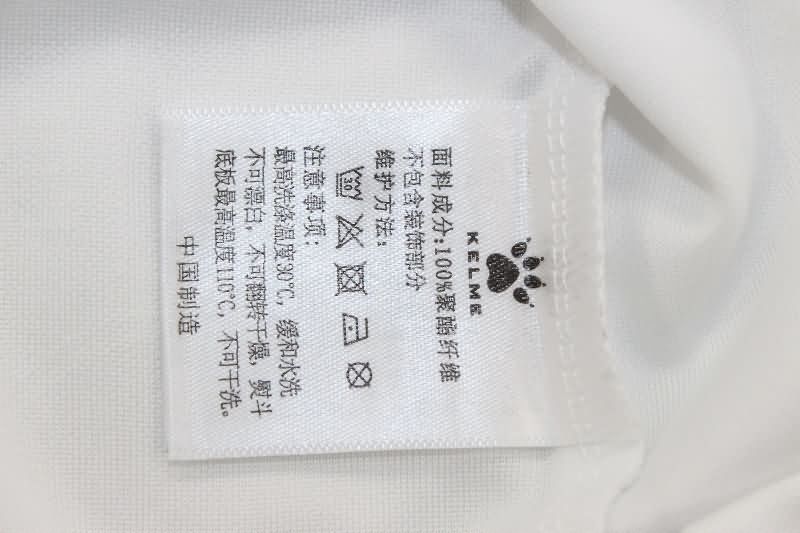 KELME
面料成分:100%聚酯纤维
不包含装饰部分
维护方法:
30
注意事项:
最高洗涤温度30°C, 缓和水洗
不可漂白, 不可翻转干燥, 熨斗
底板最高温度110°C, 不可干洗。
中国制造